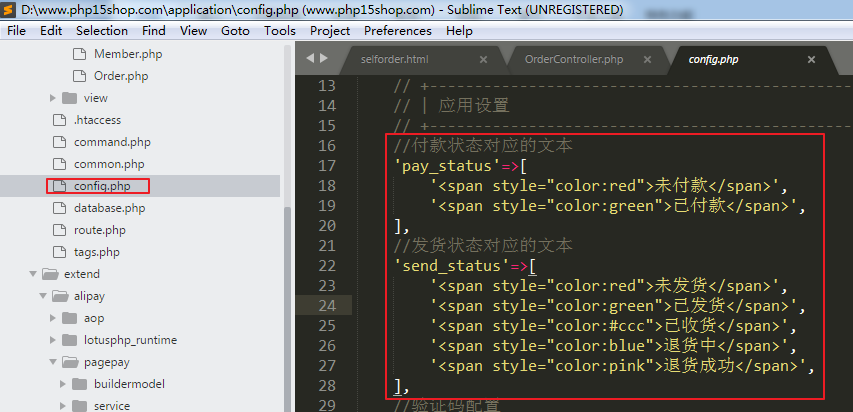 D:\www.php15shop.com\application\config.php (www.php15shop.com) - Sublime Text (UNREGISTERED)
File Edit Selection Find View Goto Tools Project Preferences Help
Member.php
Order.php
view
.htaccess
command.php
common.php
config.php
database.php
route.php
tags.php
extend
alipay
aop
lotusphp_runtime
pagepay
buildermodel
service
selforder.html
OrderController.php
config.php
13 // +----------------------------------------------
14 // | 应用设置
15 // +----------------------------------------------
16 //付款状态对应的文本
17 'pay_status'=>[
18 '<span style="color:red">未付款</span>',
19 '<span style="color:green">已付款</span>',
20 ],
21 //发货状态对应的文本
22 'send_status'=>[
23 '<span style="color:red">未发货</span>',
24 '<span style="color:green">已发货</span>',
25 '<span style="color:#ccc">已收货</span>',
26 '<span style="color:blue">退货中</span>',
27 '<span style="color:pink">退货成功</span>',
28 ],
29 //验证码配置